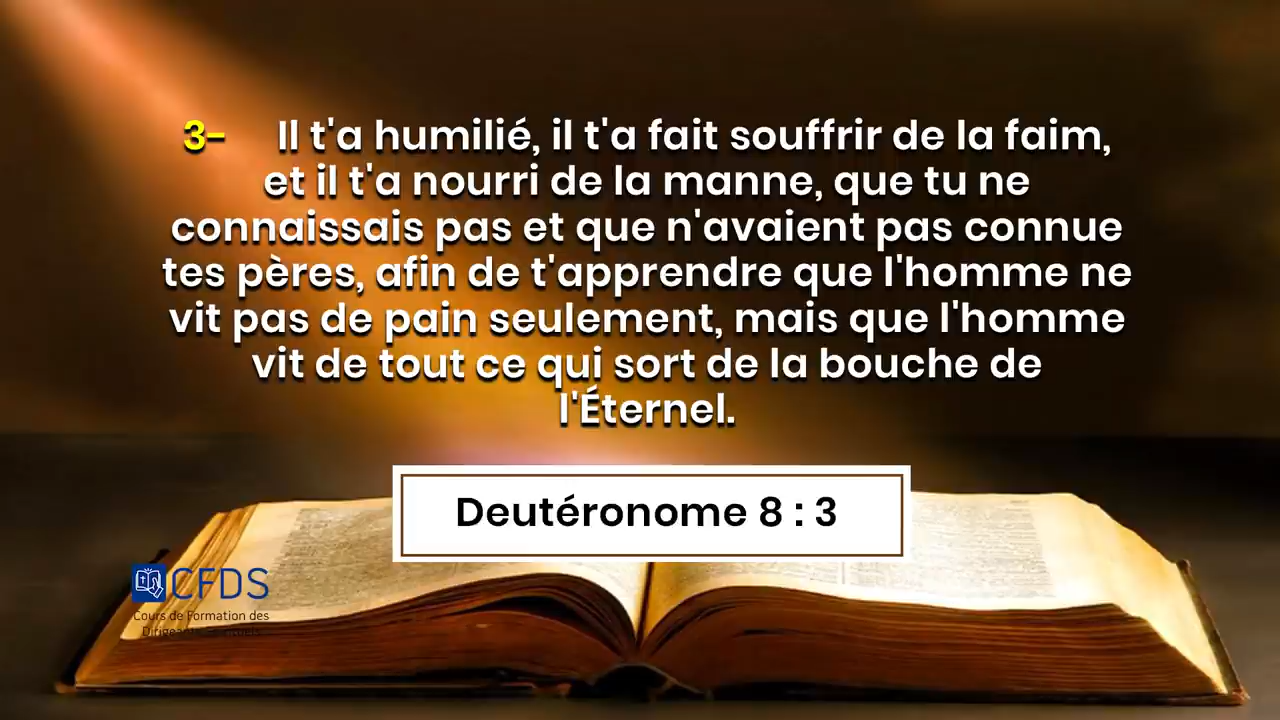 3- Il t'a humilié, il t'a fait souffrir de la faim,
et il t'a nourri de la manne, que tu ne
connaissais pas et que n'avaient pas connue
tes pères, afin de t'apprendre que l'homme ne
vit pas de pain seulement, mais que l'homme
vit de tout ce qui sort de la bouche de
l'Éternel.
Deutéronome 8 : 3
CFDS
Cours de Formation des